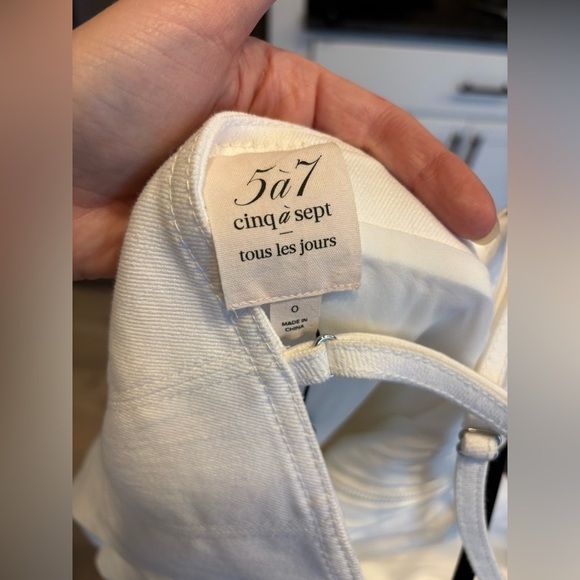 5à7
cinq à sept
tous les jours
0
MADE IN
CHINA